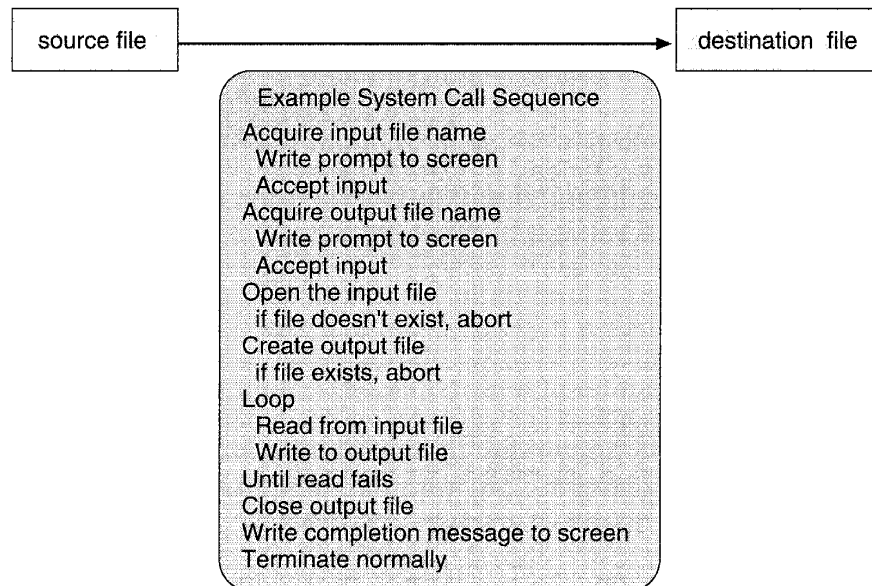 source file
destination file
Example System Call Sequence
Acquire input file name
Write prompt to screen
Accept input
Acquire output file name
Write prompt to screen
Accept input
Open the input file
if file doesn't exist, abort
Create output file
if file exists, abort
Loop
Read from input file
Write to output file
Until read fails
Close output file
Write completion message to screen
Terminate normally